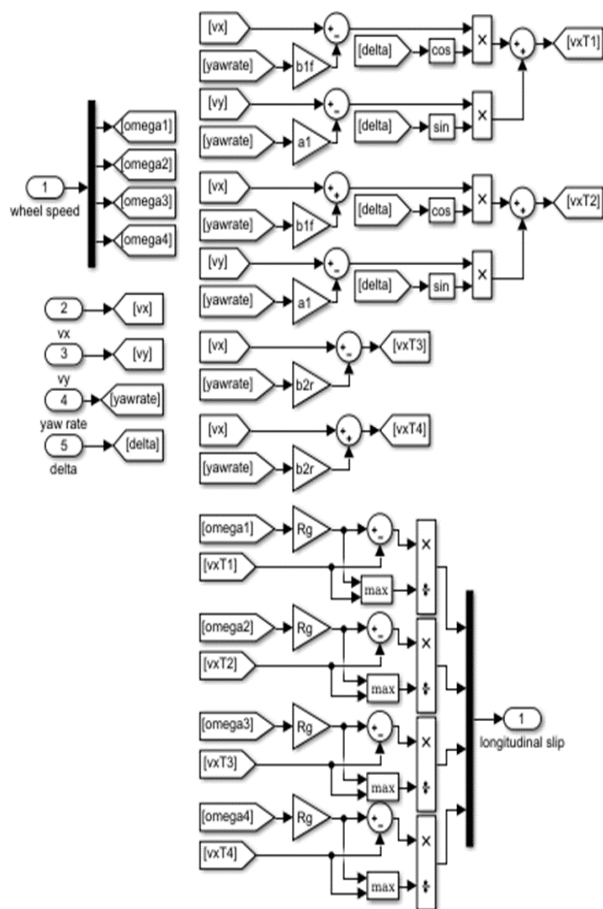 1
wheel speed
[omega1]
[omega2]
[omega3]
[omega4]
2
vx
[vx]
3
vy
[vy]
4
yaw rate
[yawrate]
5
delta
[delta]
[vx]
+
−
[delta]
cos
×
+
+
[vxT1]
[yawrate]
b1f
[vy]
+
−
[delta]
sin
×
[yawrate]
a1
[vx]
+
+
[delta]
cos
×
+
+
[vxT2]
[yawrate]
b1f
[vy]
+
−
[delta]
sin
×
[yawrate]
a1
[vx]
+
−
[vxT3]
[yawrate]
b2r
[vx]
+
+
[vxT4]
[yawrate]
b2r
[omega1]
Rg
+
−
×
÷
[vxT1]
max
[omega2]
Rg
+
−
×
÷
[vxT2]
max
[omega3]
Rg
+
−
×
÷
[vxT3]
max
[omega4]
Rg
+
−
×
÷
[vxT4]
max
1
longitudinal slip